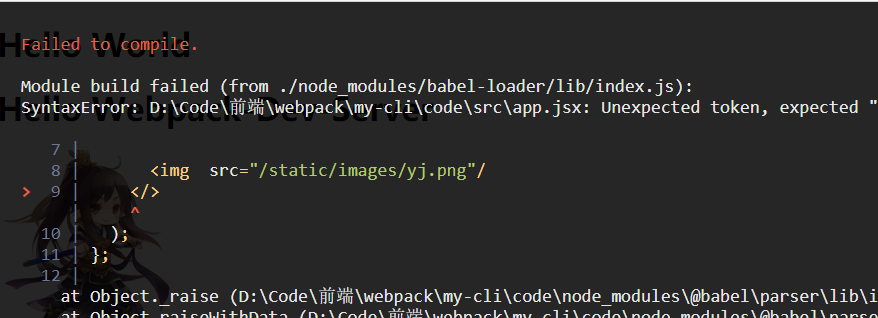 Failed to compile.
Hello World
Module build failed (from ./node_modules/babel-loader/lib/index.js):
SyntaxError: D:\Code\前端\webpack\my-cli\code\src\app.jsx: Unexpected token, expected "
Hello Webpack Dev Server
7 |
8 |       <img  src="/static/images/yj.png"/
> 9 |     </>
|     ^
10 |   );
11 | };
12 |
at Object._raise (D:\Code\前端\webpack\my-cli\code\node_modules\@babel\parser\lib\i
at Object.raiseWithData (D:\Code\前端\webpack\my-cli\code\node_modules\@babel\parse